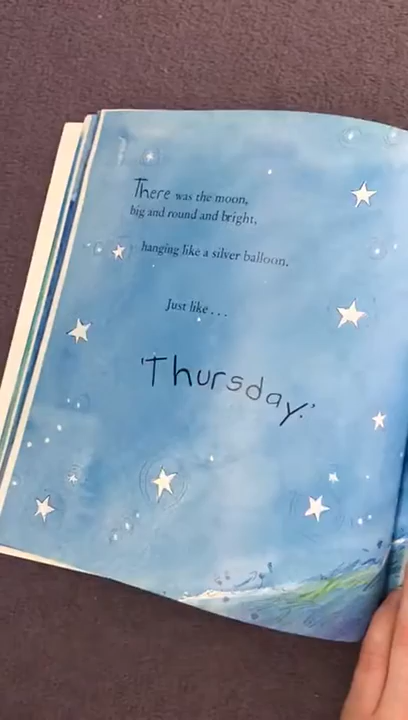 There was the moon,
big and round and bright,
hanging like a silver balloon.
Just like . . .
'Thursday.'